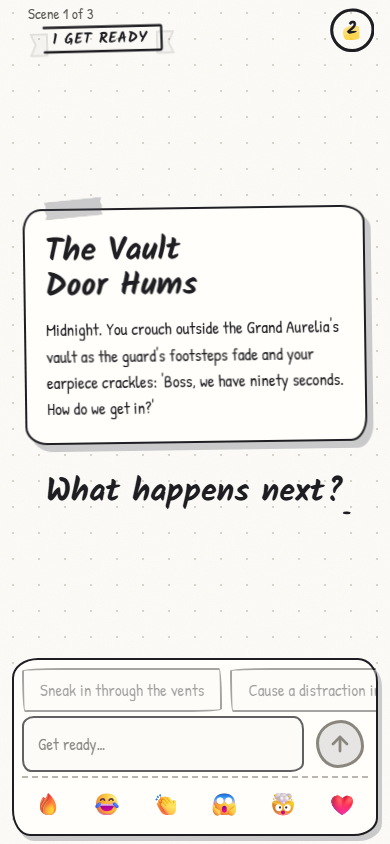 Scene 1 of 3
I GET READY
2
The Vault
Door Hums
Midnight. You crouch outside the Grand Aurelia's
vault as the guard's footsteps fade and your
earpiece crackles: 'Boss, we have ninety seconds.
How do we get in?'
What happens next?_
Sneak in through the vents
Cause a distraction i
Get ready...